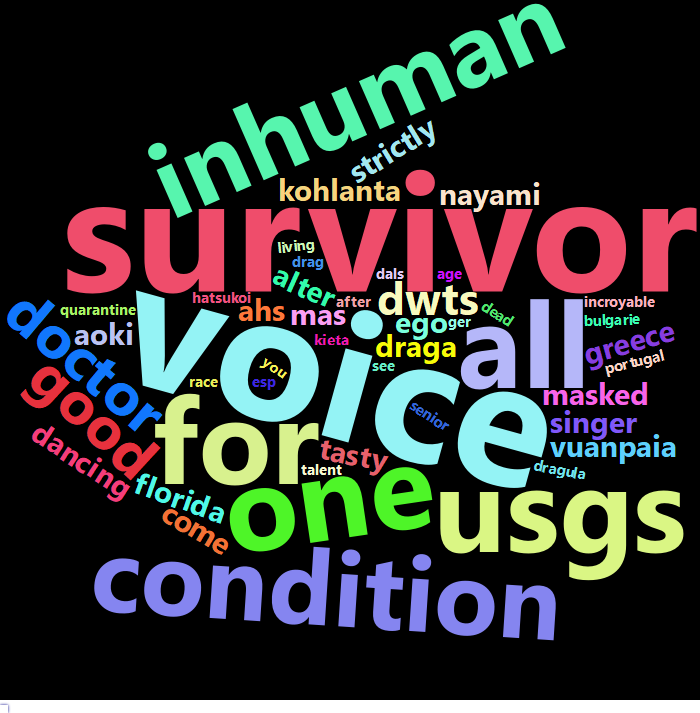 inhuman
strictly
kohlanta
nayami
survivor
living
drag
dals
age
alter
hatsukoi
after
dwts
dead
incroyable
quarantine
ahs
mas
ego
ger
all
bulgarie
doctor
aoki
voice
kieta
draga
greece
portugal
see
you
esp
race
good
masked
senior
singer
for
tasty
vuanpaia
dancing
talent
dragula
florida
one
usgs
come
condition